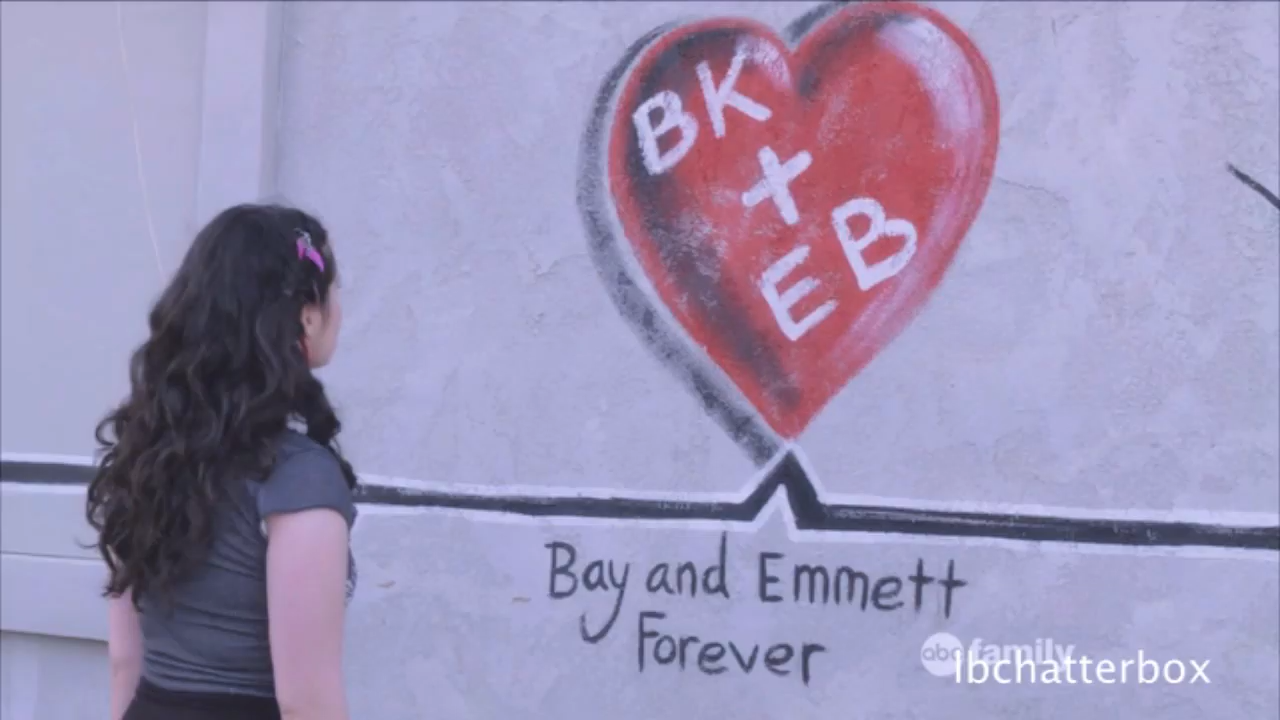 BK
+
EB
Bay and Emmett
Forever
abc family
lbchatterbox